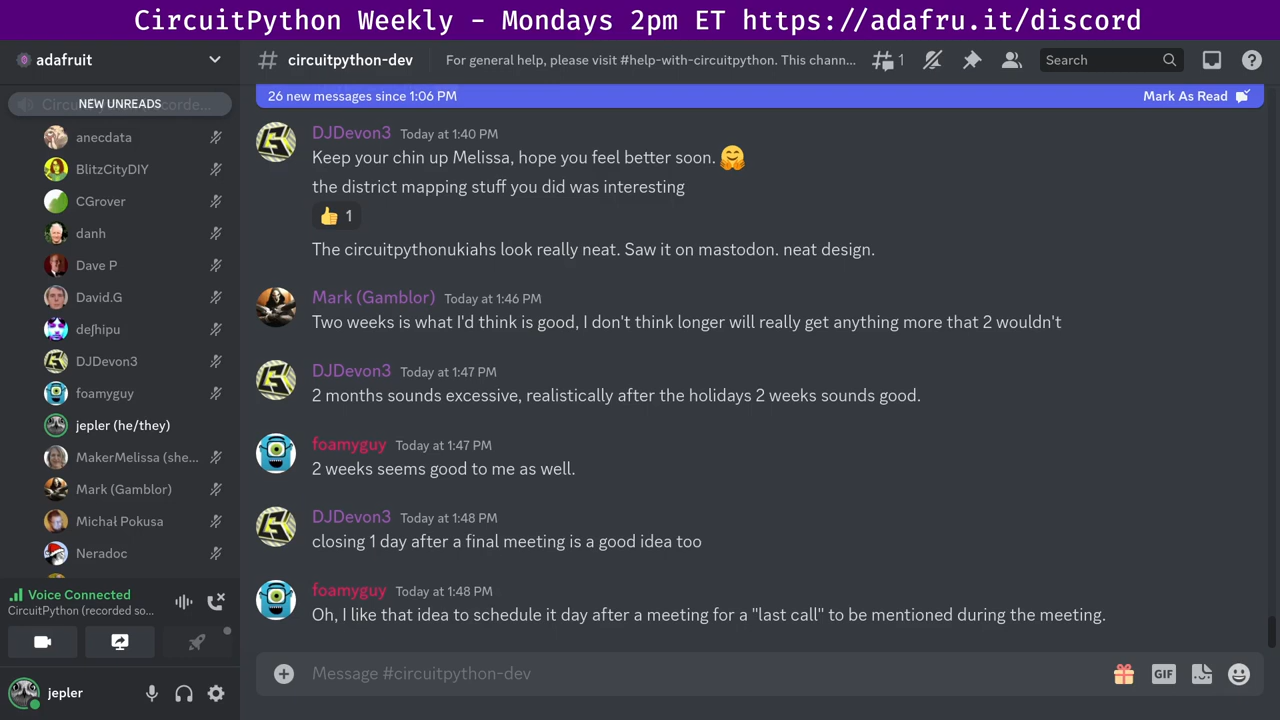 CircuitPython Weekly - Mondays 2pm ET https://adafru.it/discord
adafruit
# circuitpython-dev
For general help, please visit #help-with-circuitpython. This chann...
1
Search
NEW UNREADS
26 new messages since 1:06 PM
Mark As Read
anecdata
BlitzCityDIY
CGrover
danh
Dave P
David.G
deʃhipu
DJDevon3
foamyguy
jepler (he/they)
MakerMelissa (she...
Mark (Gamblor)
Michał Pokusa
Neradoc
Voice Connected
CircuitPython (recorded so...
jepler
DJDevon3 Today at 1:40 PM
Keep your chin up Melissa, hope you feel better soon. 🤗
the district mapping stuff you did was interesting
👍 1
The circuitpythonukiahs look really neat. Saw it on mastodon. neat design.
Mark (Gamblor) Today at 1:46 PM
Two weeks is what I'd think is good, I don't think longer will really get anything more that 2 wouldn't
DJDevon3 Today at 1:47 PM
2 months sounds excessive, realistically after the holidays 2 weeks sounds good.
foamyguy Today at 1:47 PM
2 weeks seems good to me as well.
DJDevon3 Today at 1:48 PM
closing 1 day after a final meeting is a good idea too
foamyguy Today at 1:48 PM
Oh, I like that idea to schedule it day after a meeting for a "last call" to be mentioned during the meeting.
Message #circuitpython-dev
GIF